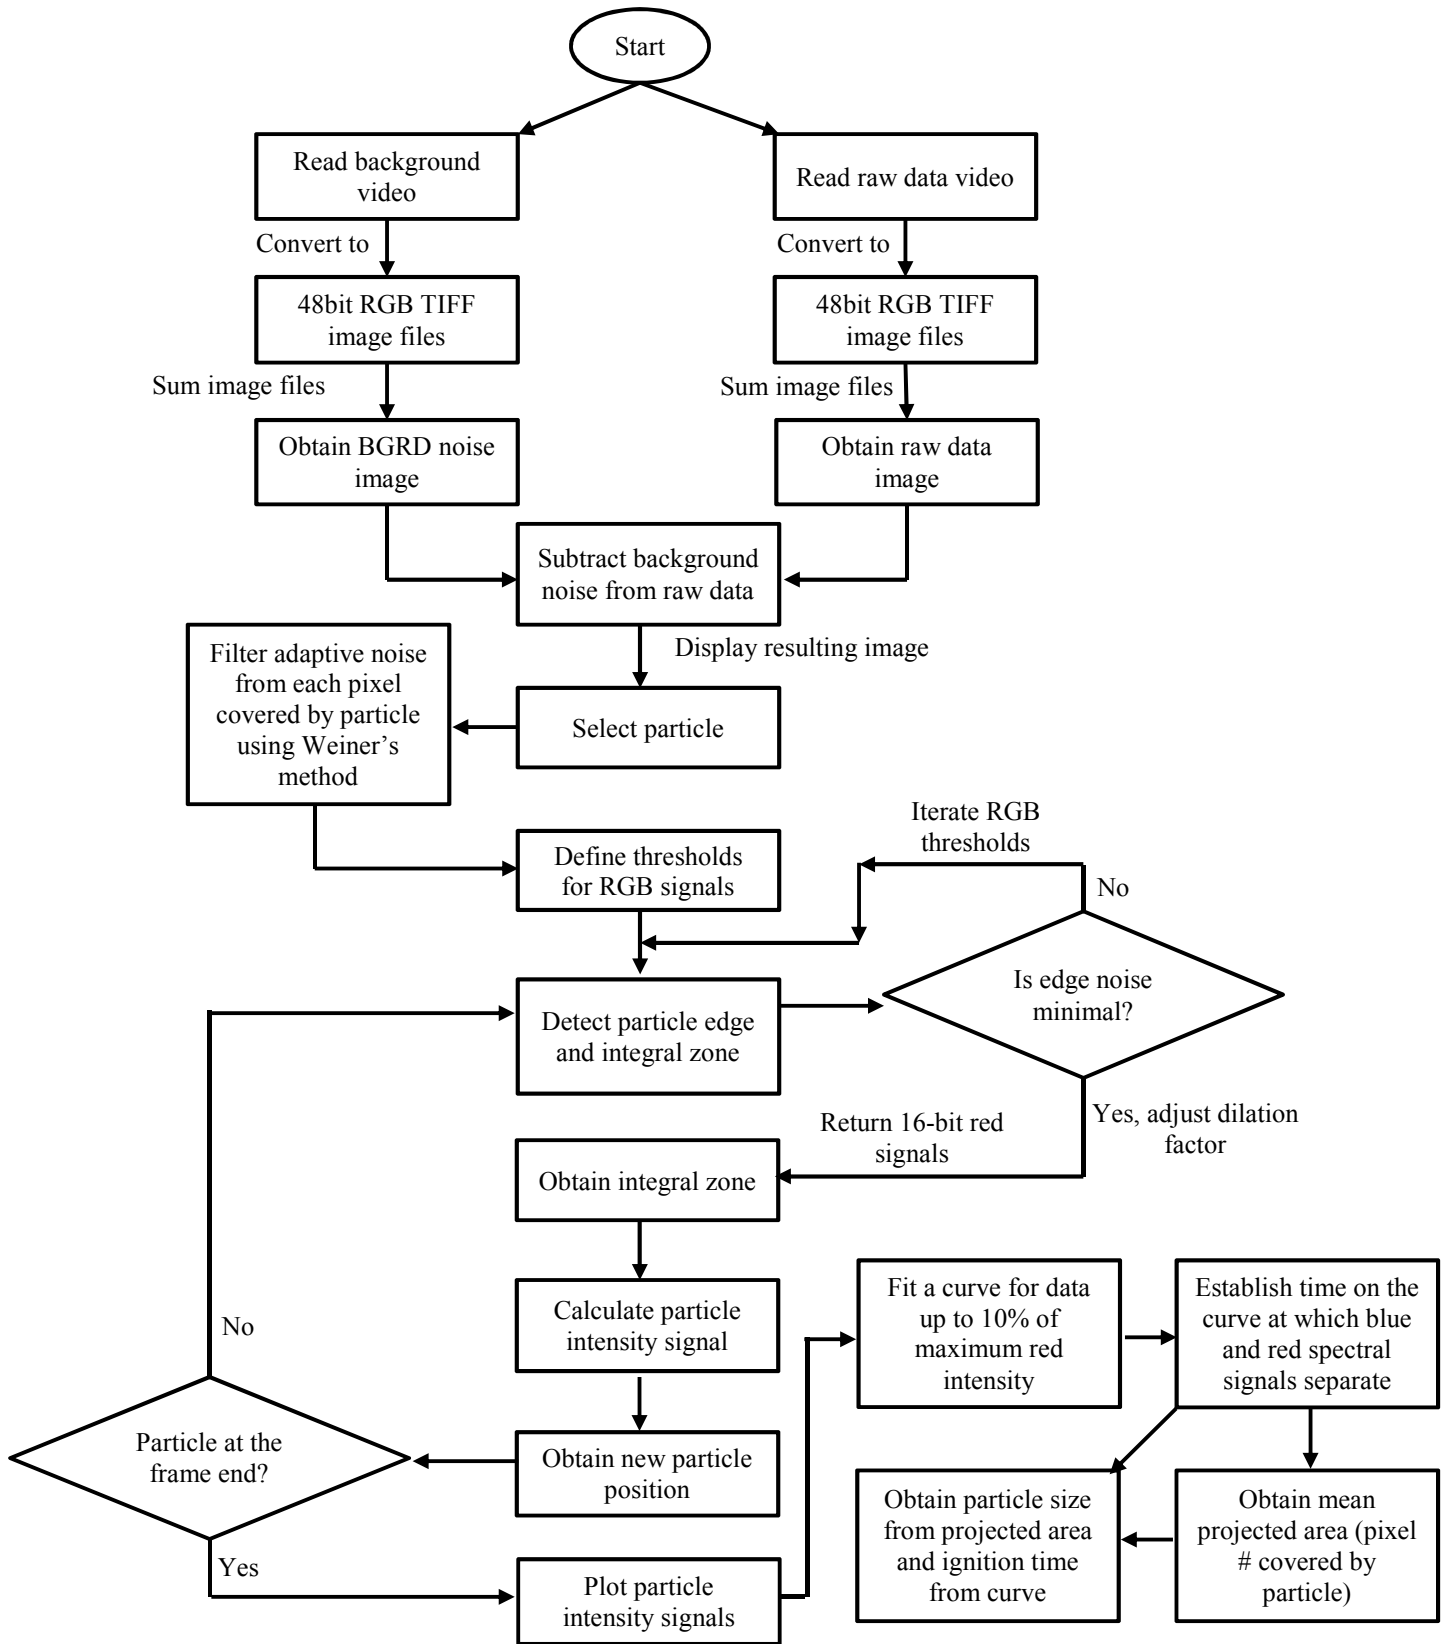 Start
Read background
video
Read raw data video
Convert to
Convert to
48bit RGB TIFF
image files
48bit RGB TIFF
image files
Sum image files
Sum image files
Obtain BGRD noise
image
Obtain raw data
image
Subtract background
noise from raw data
Display resulting image
Filter adaptive noise
from each pixel
covered by particle
using Weiner’s
method
Select particle
Iterate RGB
thresholds
Define thresholds
for RGB signals
No
Is edge noise
minimal?
Detect particle edge
and integral zone
Yes, adjust dilation
factor
Return 16-bit red
signals
Obtain integral zone
Calculate particle
intensity signal
Fit a curve for data
up to 10% of
maximum red
intensity
Establish time on the
curve at which blue
and red spectral
signals separate
No
Particle at the
frame end?
Obtain new particle
position
Obtain particle size
from projected area
and ignition time
from curve
Obtain mean
projected area (pixel
# covered by
particle)
Yes
Plot particle
intensity signals